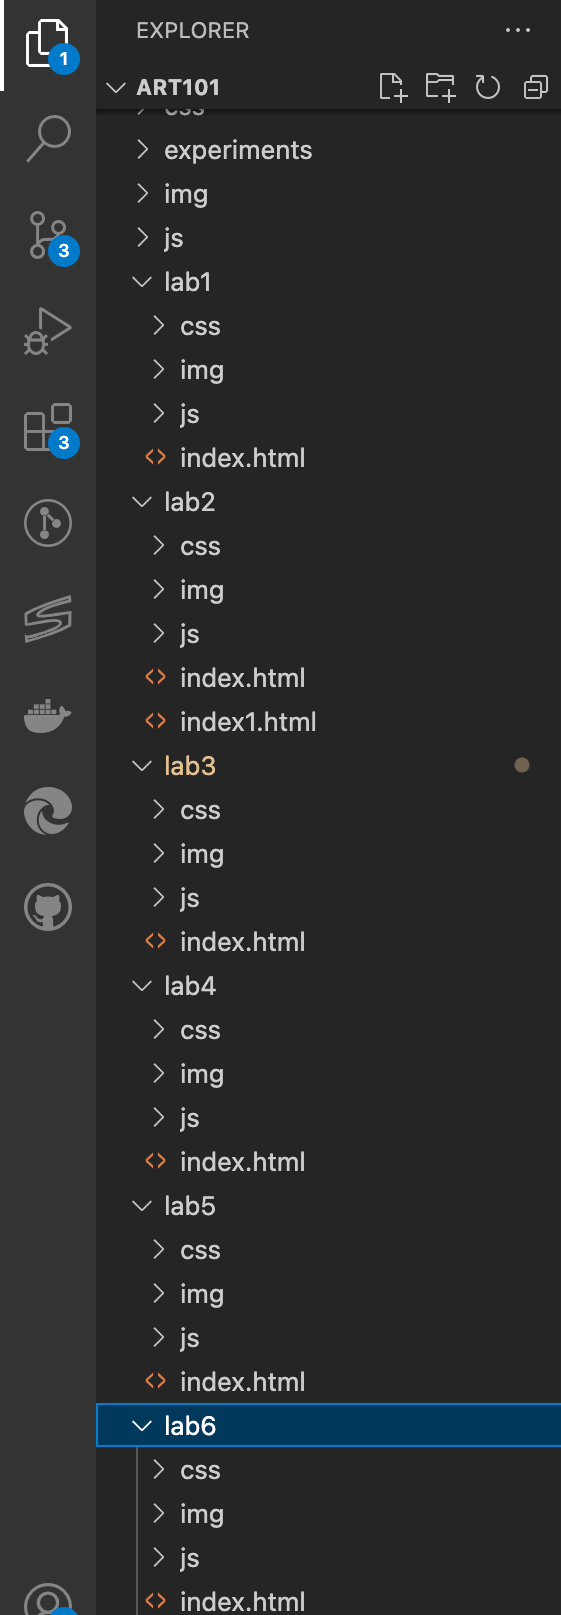 1
EXPLORER
ART101
css
experiments
img
3
js
lab1
css
img
js
3
index.html
lab2
css
img
js
index.html
index1.html
lab3
css
img
js
index.html
lab4
css
img
js
index.html
lab5
css
img
js
index.html
lab6
css
img
js
index.html